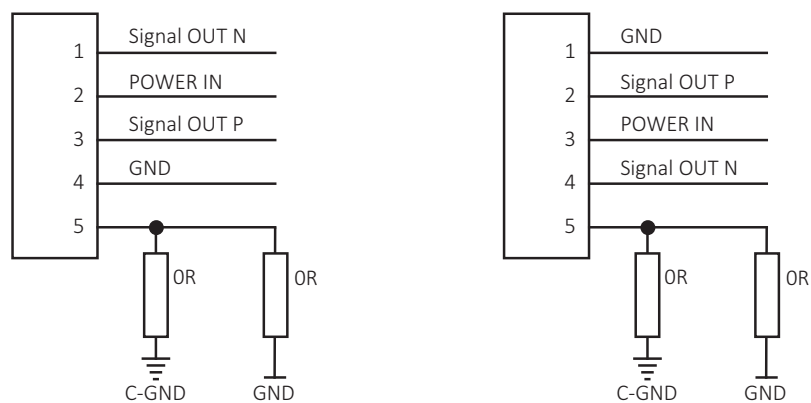 1 Signal OUT N
2 POWER IN
3 Signal OUT P
4 GND
5
0R 0R
C-GND GND
1 GND
2 Signal OUT P
3 POWER IN
4 Signal OUT N
5
0R 0R
C-GND GND